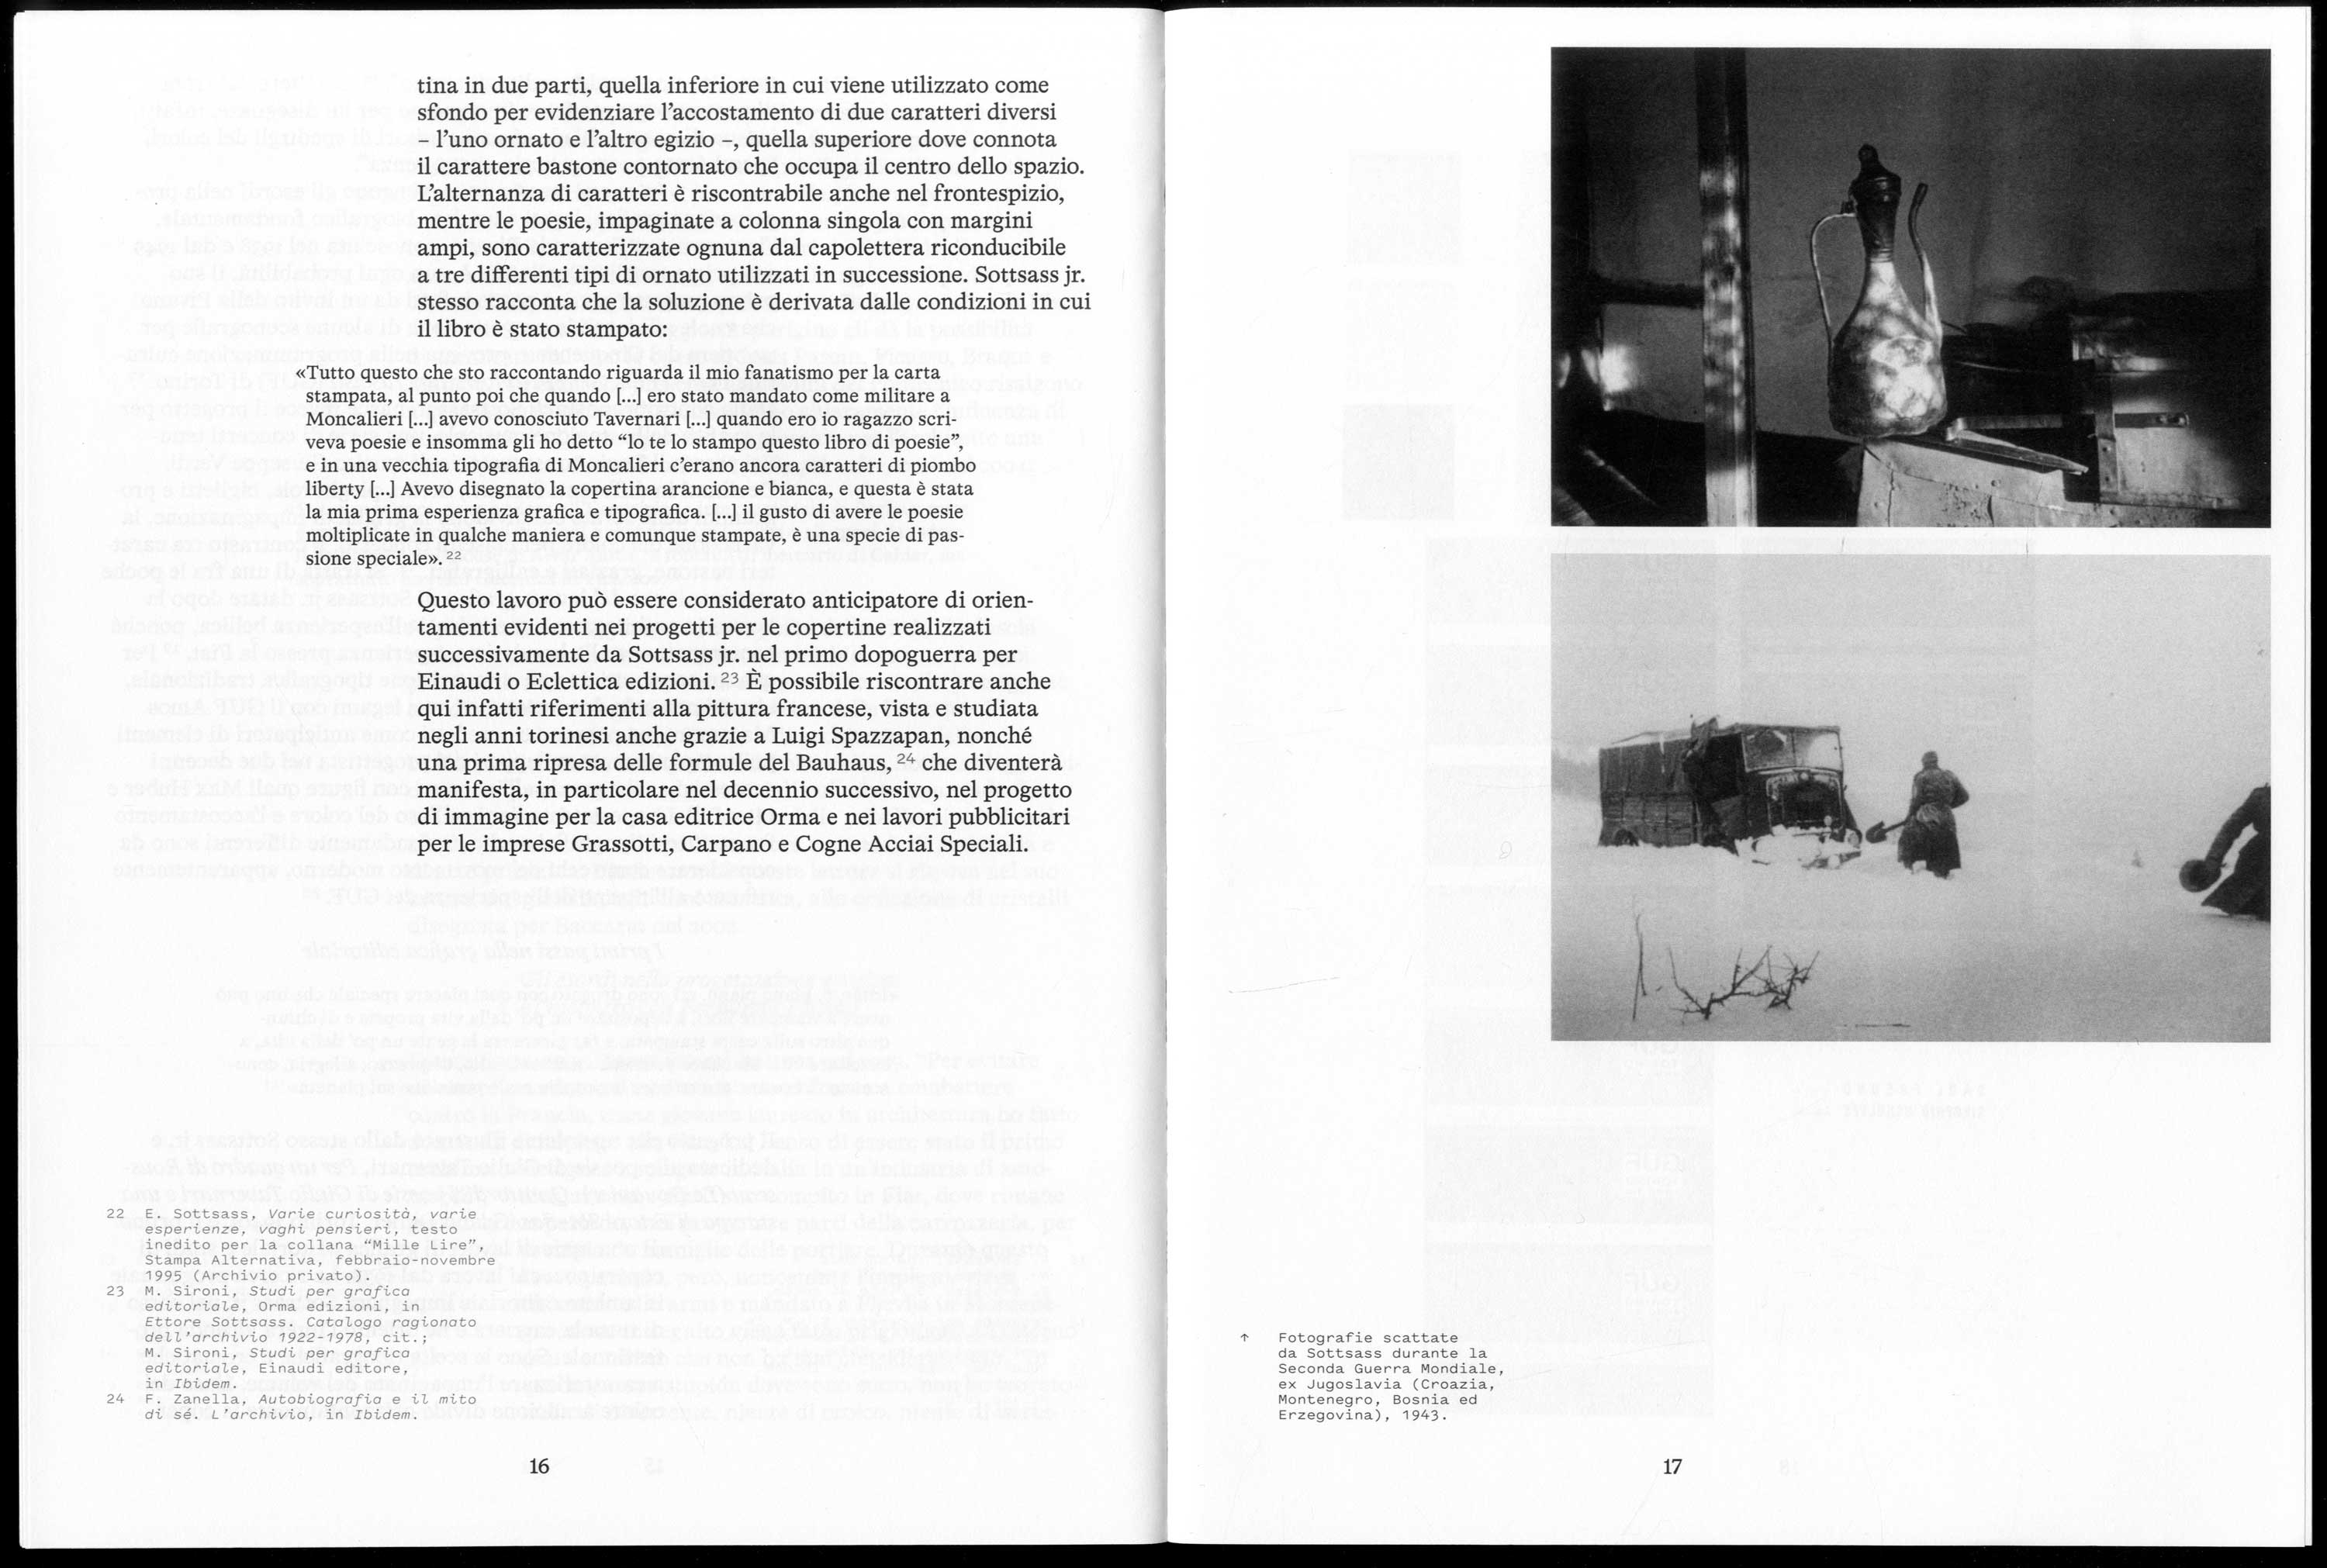 tina in due parti, quella inferiore in cui viene utilizzato come
sfondo per evidenziare l’accostamento di due caratteri diversi
– l’uno ornato e l’altro egizio –, quella superiore dove connota
il carattere bastone contornato che occupa il centro dello spazio.
L’alternanza di caratteri è riscontrabile anche nel frontespizio,
mentre le poesie, impaginate a colonna singola con margini
ampi, sono caratterizzate ognuna dal capolettera riconducibile
a tre differenti tipi di ornato utilizzati in successione. Sottsass jr.
stesso racconta che la soluzione è derivata dalle condizioni in cui
il libro è stato stampato:
«Tutto questo che sto raccontando riguarda il mio fanatismo per la carta
stampata, al punto poi che quando [...] ero stato mandato come militare a
Moncalieri [...] avevo conosciuto Tavernari [...] quando ero io ragazzo scri-
veva poesie e insomma gli ho detto “Io te lo stampo questo libro di poesie”,
e in una vecchia tipografia di Moncalieri c’erano ancora caratteri di piombo
liberty [...] Avevo disegnato la copertina arancione e bianca, e questa è stata
la mia prima esperienza grafica e tipografica. [...] il gusto di avere le poesie
moltiplicate in qualche maniera e comunque stampate, è una specie di pas-
sione speciale». 22
Questo lavoro può essere considerato anticipatore di orien-
tamenti evidenti nei progetti per le copertine realizzati
successivamente da Sottsass jr. nel primo dopoguerra per
Einaudi o Eclettica edizioni. 23 È possibile riscontrare anche
qui infatti riferimenti alla pittura francese, vista e studiata
negli anni torinesi anche grazie a Luigi Spazzapan, nonché
una prima ripresa delle formule del Bauhaus, 24 che diventerà
manifesta, in particolare nel decennio successivo, nel progetto
di immagine per la casa editrice Orma e nei lavori pubblicitari
per le imprese Grassotti, Carpano e Cogne Acciai Speciali.
22 E. Sottsass, Varie curiosità, varie
esperienze, vaghi pensieri, testo
inedito per la collana “Mille Lire”,
Stampa Alternativa, febbraio-novembre
1995 (Archivio privato).
23 M. Sironi, Studi per grafica
editoriale, Orma edizioni, in
Ettore Sottsass. Catalogo ragionato
dell’archivio 1922-1978, cit.;
M. Sironi, Studi per grafica
editoriale, Einaudi editore,
in Ibidem.
24 F. Zanella, Autobiografia e il mito
di sé. L’archivio, in Ibidem.
16
↑ Fotografie scattate
da Sottsass durante la
Seconda Guerra Mondiale,
ex Jugoslavia (Croazia,
Montenegro, Bosnia ed
Erzegovina), 1943.
17